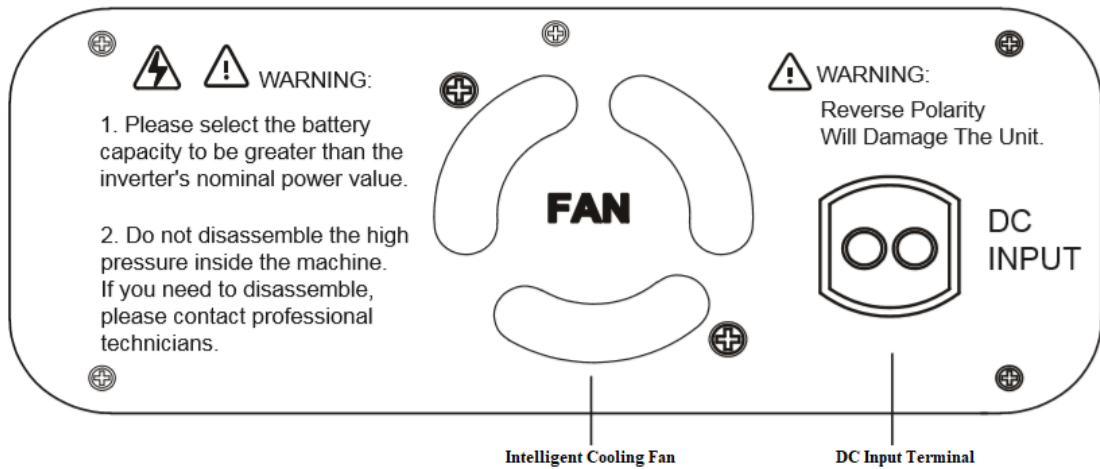 WARNING:
1. Please select the battery
capacity to be greater than the
inverter's nominal power value.
2. Do not disassemble the high
pressure inside the machine.
If you need to disassemble,
please contact professional
technicians.
FAN
WARNING:
Reverse Polarity
Will Damage The Unit.
DC
INPUT
Intelligent Cooling Fan
DC Input Terminal